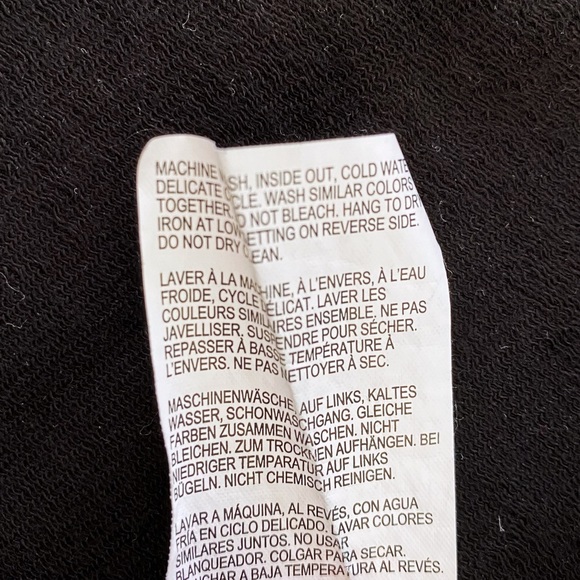 MACHINE SH, INSIDE OUT, COLD WATE
DELICATE CLE. WASH SIMILAR COLORS
TOGETHER O NOT BLEACH. HANG TO DR
IRON AT LOW ETTING ON REVERSE SIDE.
DO NOT DRY EAN.
LAVER À LA MACHINE, À L'ENVERS, À L'EAU
FROIDE, CYCLE DÉLICAT. LAVER LES
COULEURS SIMILAIRES ENSEMBLE. NE PAS
JAVELLISER. SUSPENDRE POUR SÉCHER.
REPASSER À BASSE TEMPÉRATURE À
L'ENVERS. NE PAS NETTOYER À SEC.
MASCHINENWÄSCHE AUF LINKS, KALTES
WASSER, SCHONWASCHGANG. GLEICHE
FARBEN ZUSAMMEN WASCHEN. NICHT
BLEICHEN. ZUM TROCKNEN AUFHÄNGEN. BEI
NIEDRIGER TEMPARATUR AUF LINKS
BÜGELN. NICHT CHEMISCH REINIGEN.
LAVAR A MÁQUINA, AL REVÉS, CON AGUA
FRÍA EN CICLO DELICADO. LAVAR COLORES
SIMILARES JUNTOS. NO USAR
BLANQUEADOR. COLGAR PARA SECAR.
PLANCHAR A BAJA TEMPERATURA AL REVÉS.